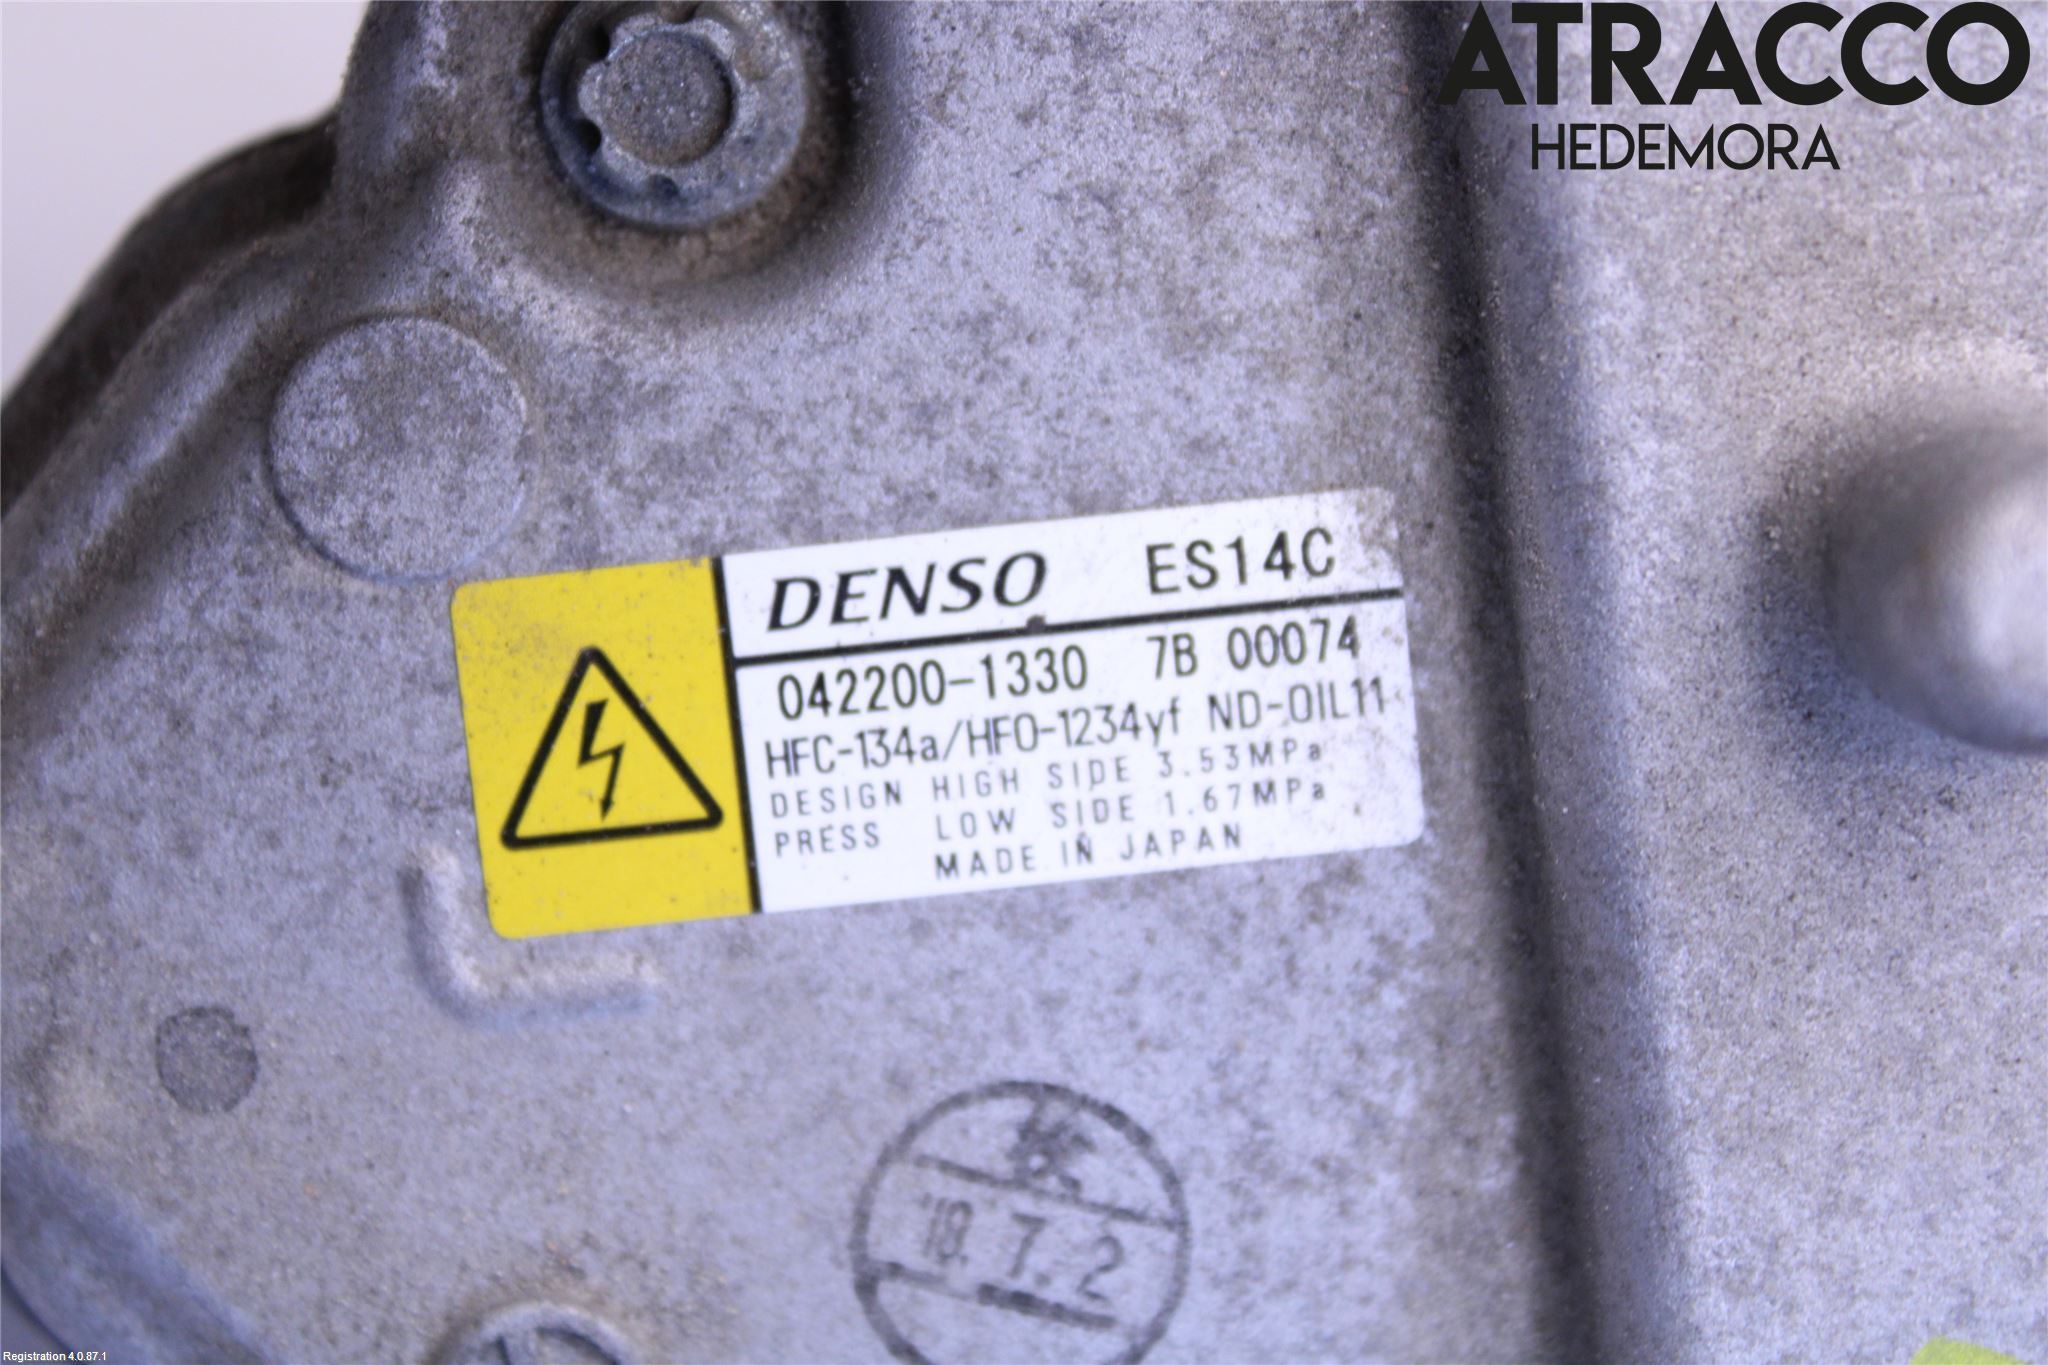 ATRACCO
HEDEMORA
DENSO ES14C
042200-1330 7B 00074
HFC-134a/HFO-1234yf ND-OIL11
DESIGN HIGH SIDE 3.53MPa
PRESS LOW SIDE 1.67MPa
MADE IN JAPAN
'18. 7. 2
Registration 4.0.87.1